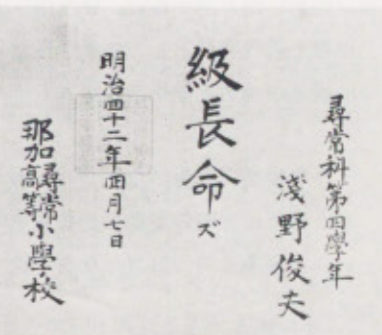 尋常科第四學年
淺野俊夫
級長命ズ
明治四十二年四月七日
那加尋常高等小學校